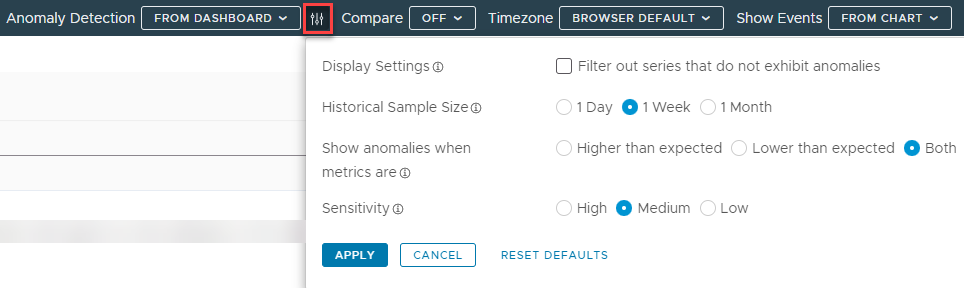 Anomaly Detection FROM DASHBOARD Compare OFF Timezone BROWSER DEFAULT Show Events FROM CHART
Display Settings Filter out series that do not exhibit anomalies
Historical Sample Size 1 Day 1 Week 1 Month
Show anomalies when Higher than expected Lower than expected Both
metrics are
Sensitivity High Medium Low
APPLY CANCEL RESET DEFAULTS